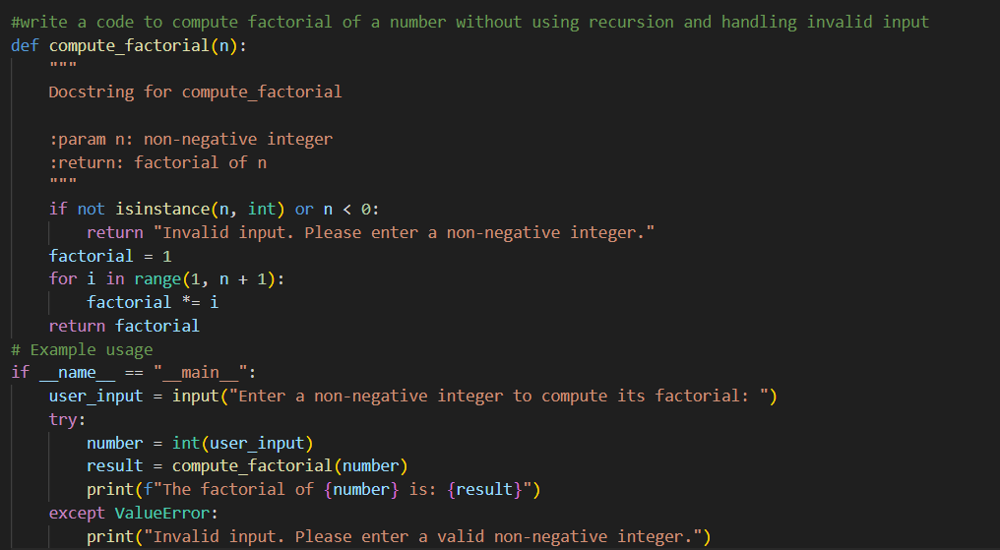 #write a code to compute factorial of a number without using recursion and handling invalid input
def compute_factorial(n):
    """
    Docstring for compute_factorial

    :param n: non-negative integer
    :return: factorial of n
    """
    if not isinstance(n, int) or n < 0:
        return "Invalid input. Please enter a non-negative integer."
    factorial = 1
    for i in range(1, n + 1):
        factorial *= i
    return factorial
# Example usage
if __name__ == "__main__":
    user_input = input("Enter a non-negative integer to compute its factorial: ")
    try:
        number = int(user_input)
        result = compute_factorial(number)
        print(f"The factorial of {number} is: {result}")
    except ValueError:
        print("Invalid input. Please enter a valid non-negative integer.")